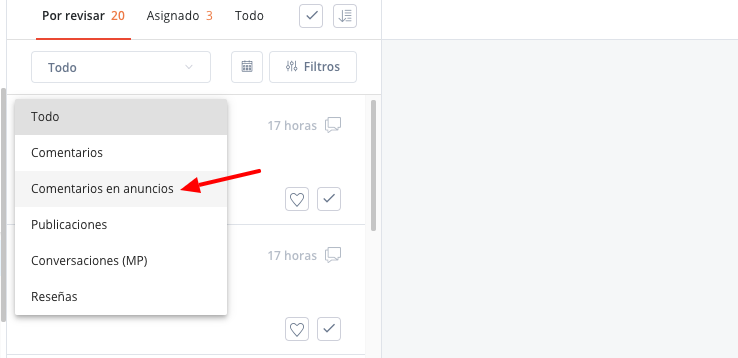 Por revisar 20 Asignado 3 Todo
Todo Filtros
Todo
17 horas
Comentarios
Comentarios en anuncios
Publicaciones
Conversaciones (MP)
17 horas
Reseñas